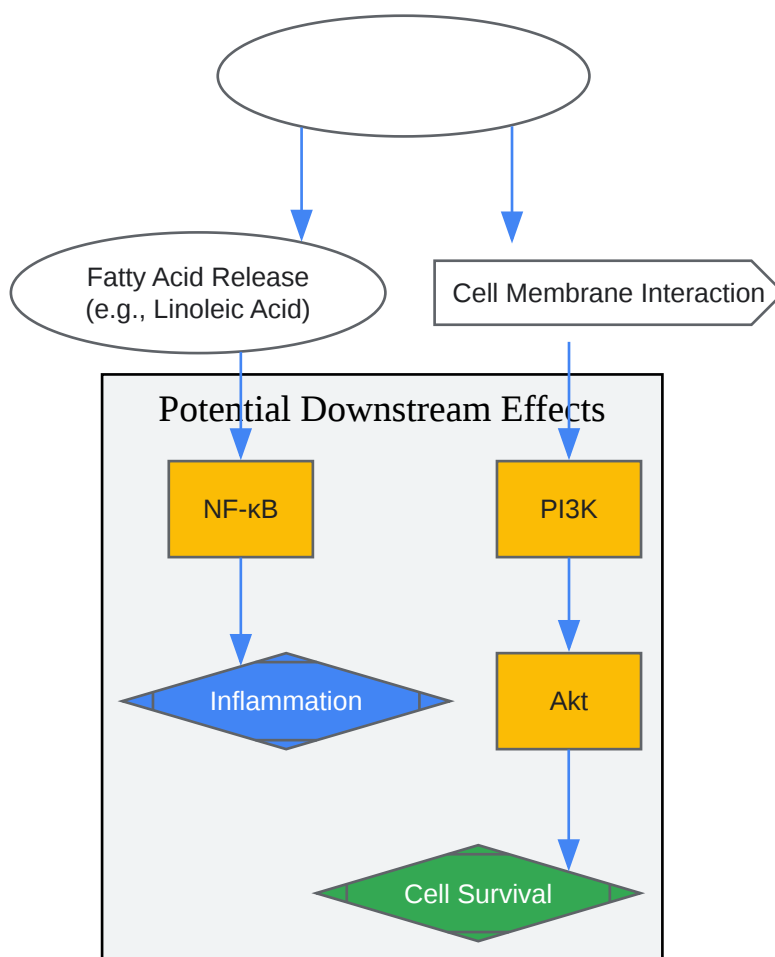 Fatty Acid Release
(e.g., Linoleic Acid)
Cell Membrane Interaction
Potential Downstream Effects
NF-κB
PI3K
Inflammation
Akt
Cell Survival